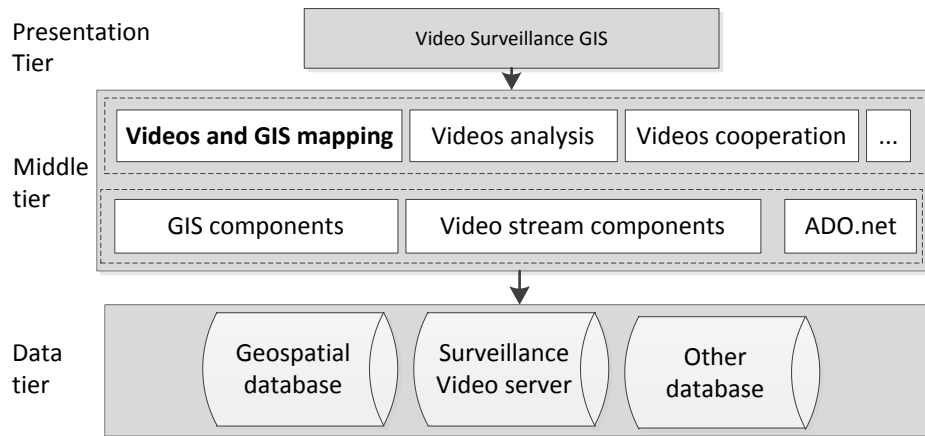 Presentation
Tier
Video Surveillance GIS
Videos and GIS mapping
Videos analysis
Videos cooperation
...
Middle
tier
GIS components
Video stream components
ADO.net
Data
tier
Geospatial
database
Surveillance
Video server
Other
database